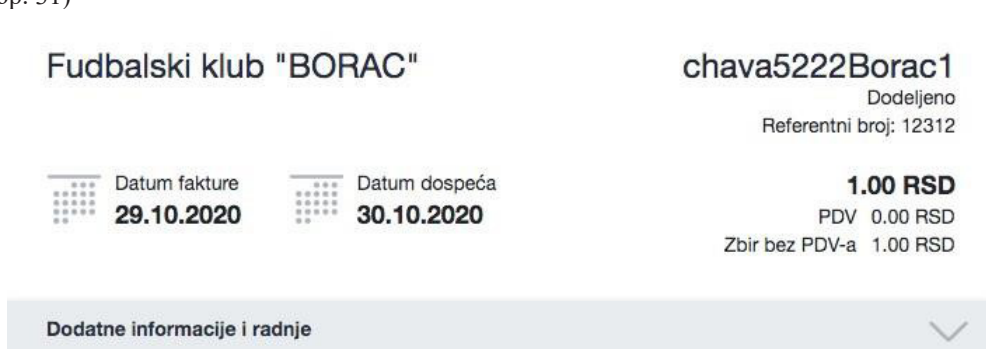 Fudbalski klub "BORAC"
chava5222Borac1
Dodeljeno
Referentni broj: 12312
Datum fakture
29.10.2020
Datum dospeća
30.10.2020
1.00 RSD
PDV 0.00 RSD
Zbir bez PDV-a 1.00 RSD
Dodatne informacije i radnje